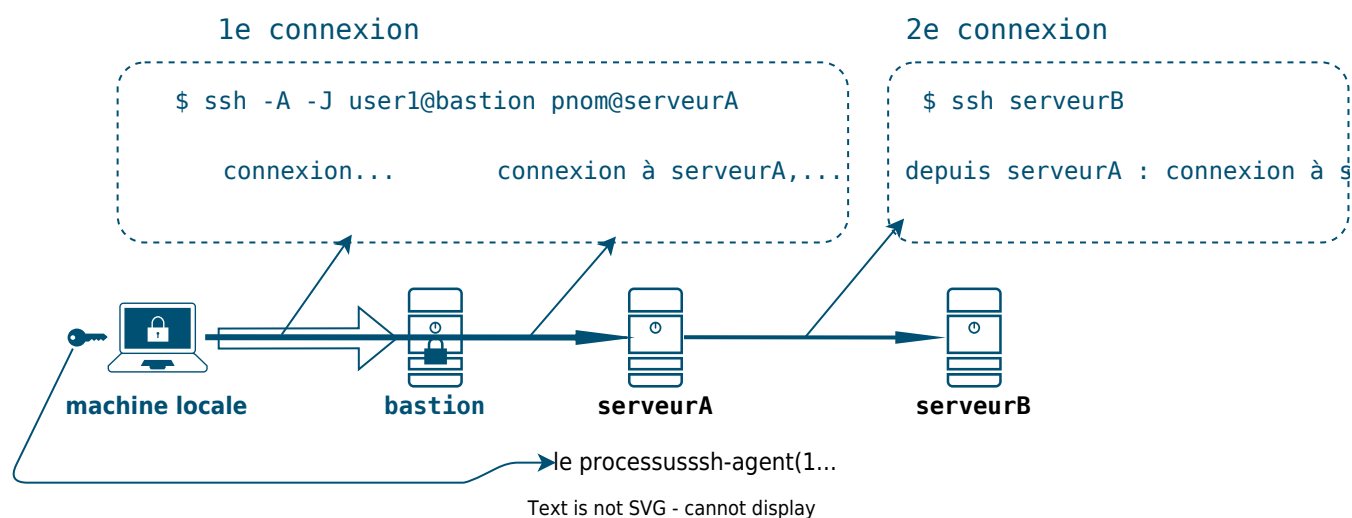 1e connexion
2e connexion
$ ssh -A -J user1@bastion pnom@serveurA
$ ssh serveurB
connexion...
connexion à serveurA,...
depuis serveurA : connexion à s
machine locale
bastion
serveurA
serveurB
le processusssh-agent(1...
Text is not SVG - cannot display